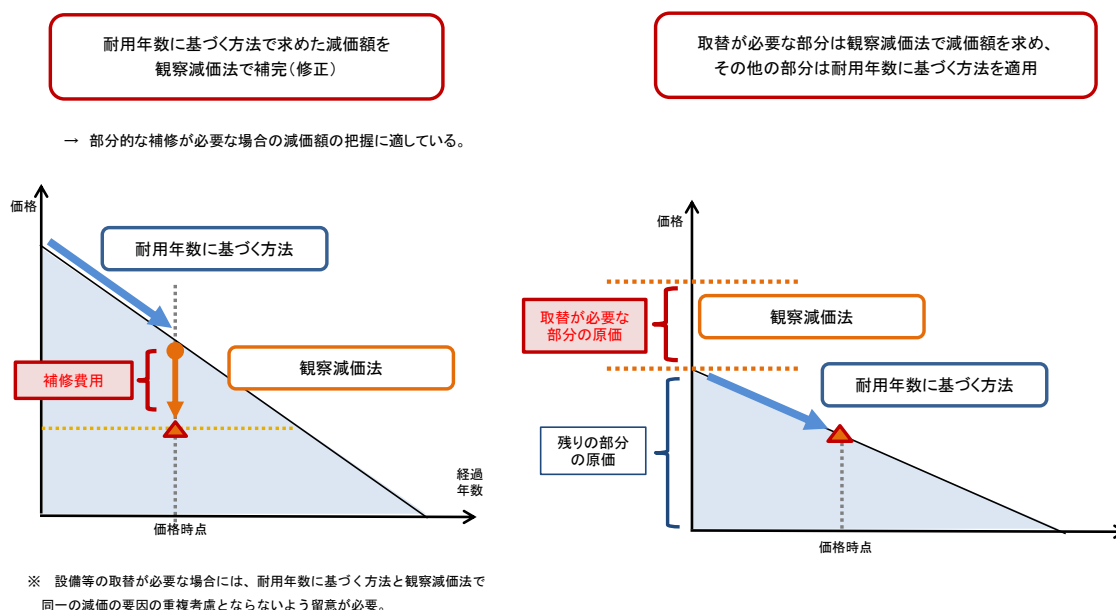 耐用年数に基づく方法で求めた減価額を
観察減価法で補完(修正)
→ 部分的な補修が必要な場合の減価額の把握に適している。
価格
耐用年数に基づく方法
観察減価法
補修費用
経過
年数
価格時点
※ 設備等の取替が必要な場合には、耐用年数に基づく方法と観察減価法で
同一の減価の要因の重複考慮とならないよう留意が必要。
取替が必要な部分は観察減価法で減価額を求め、
その他の部分は耐用年数に基づく方法を適用
価格
取替が必要な
部分の原価
観察減価法
耐用年数に基づく方法
残りの部分
の原価
価格時点